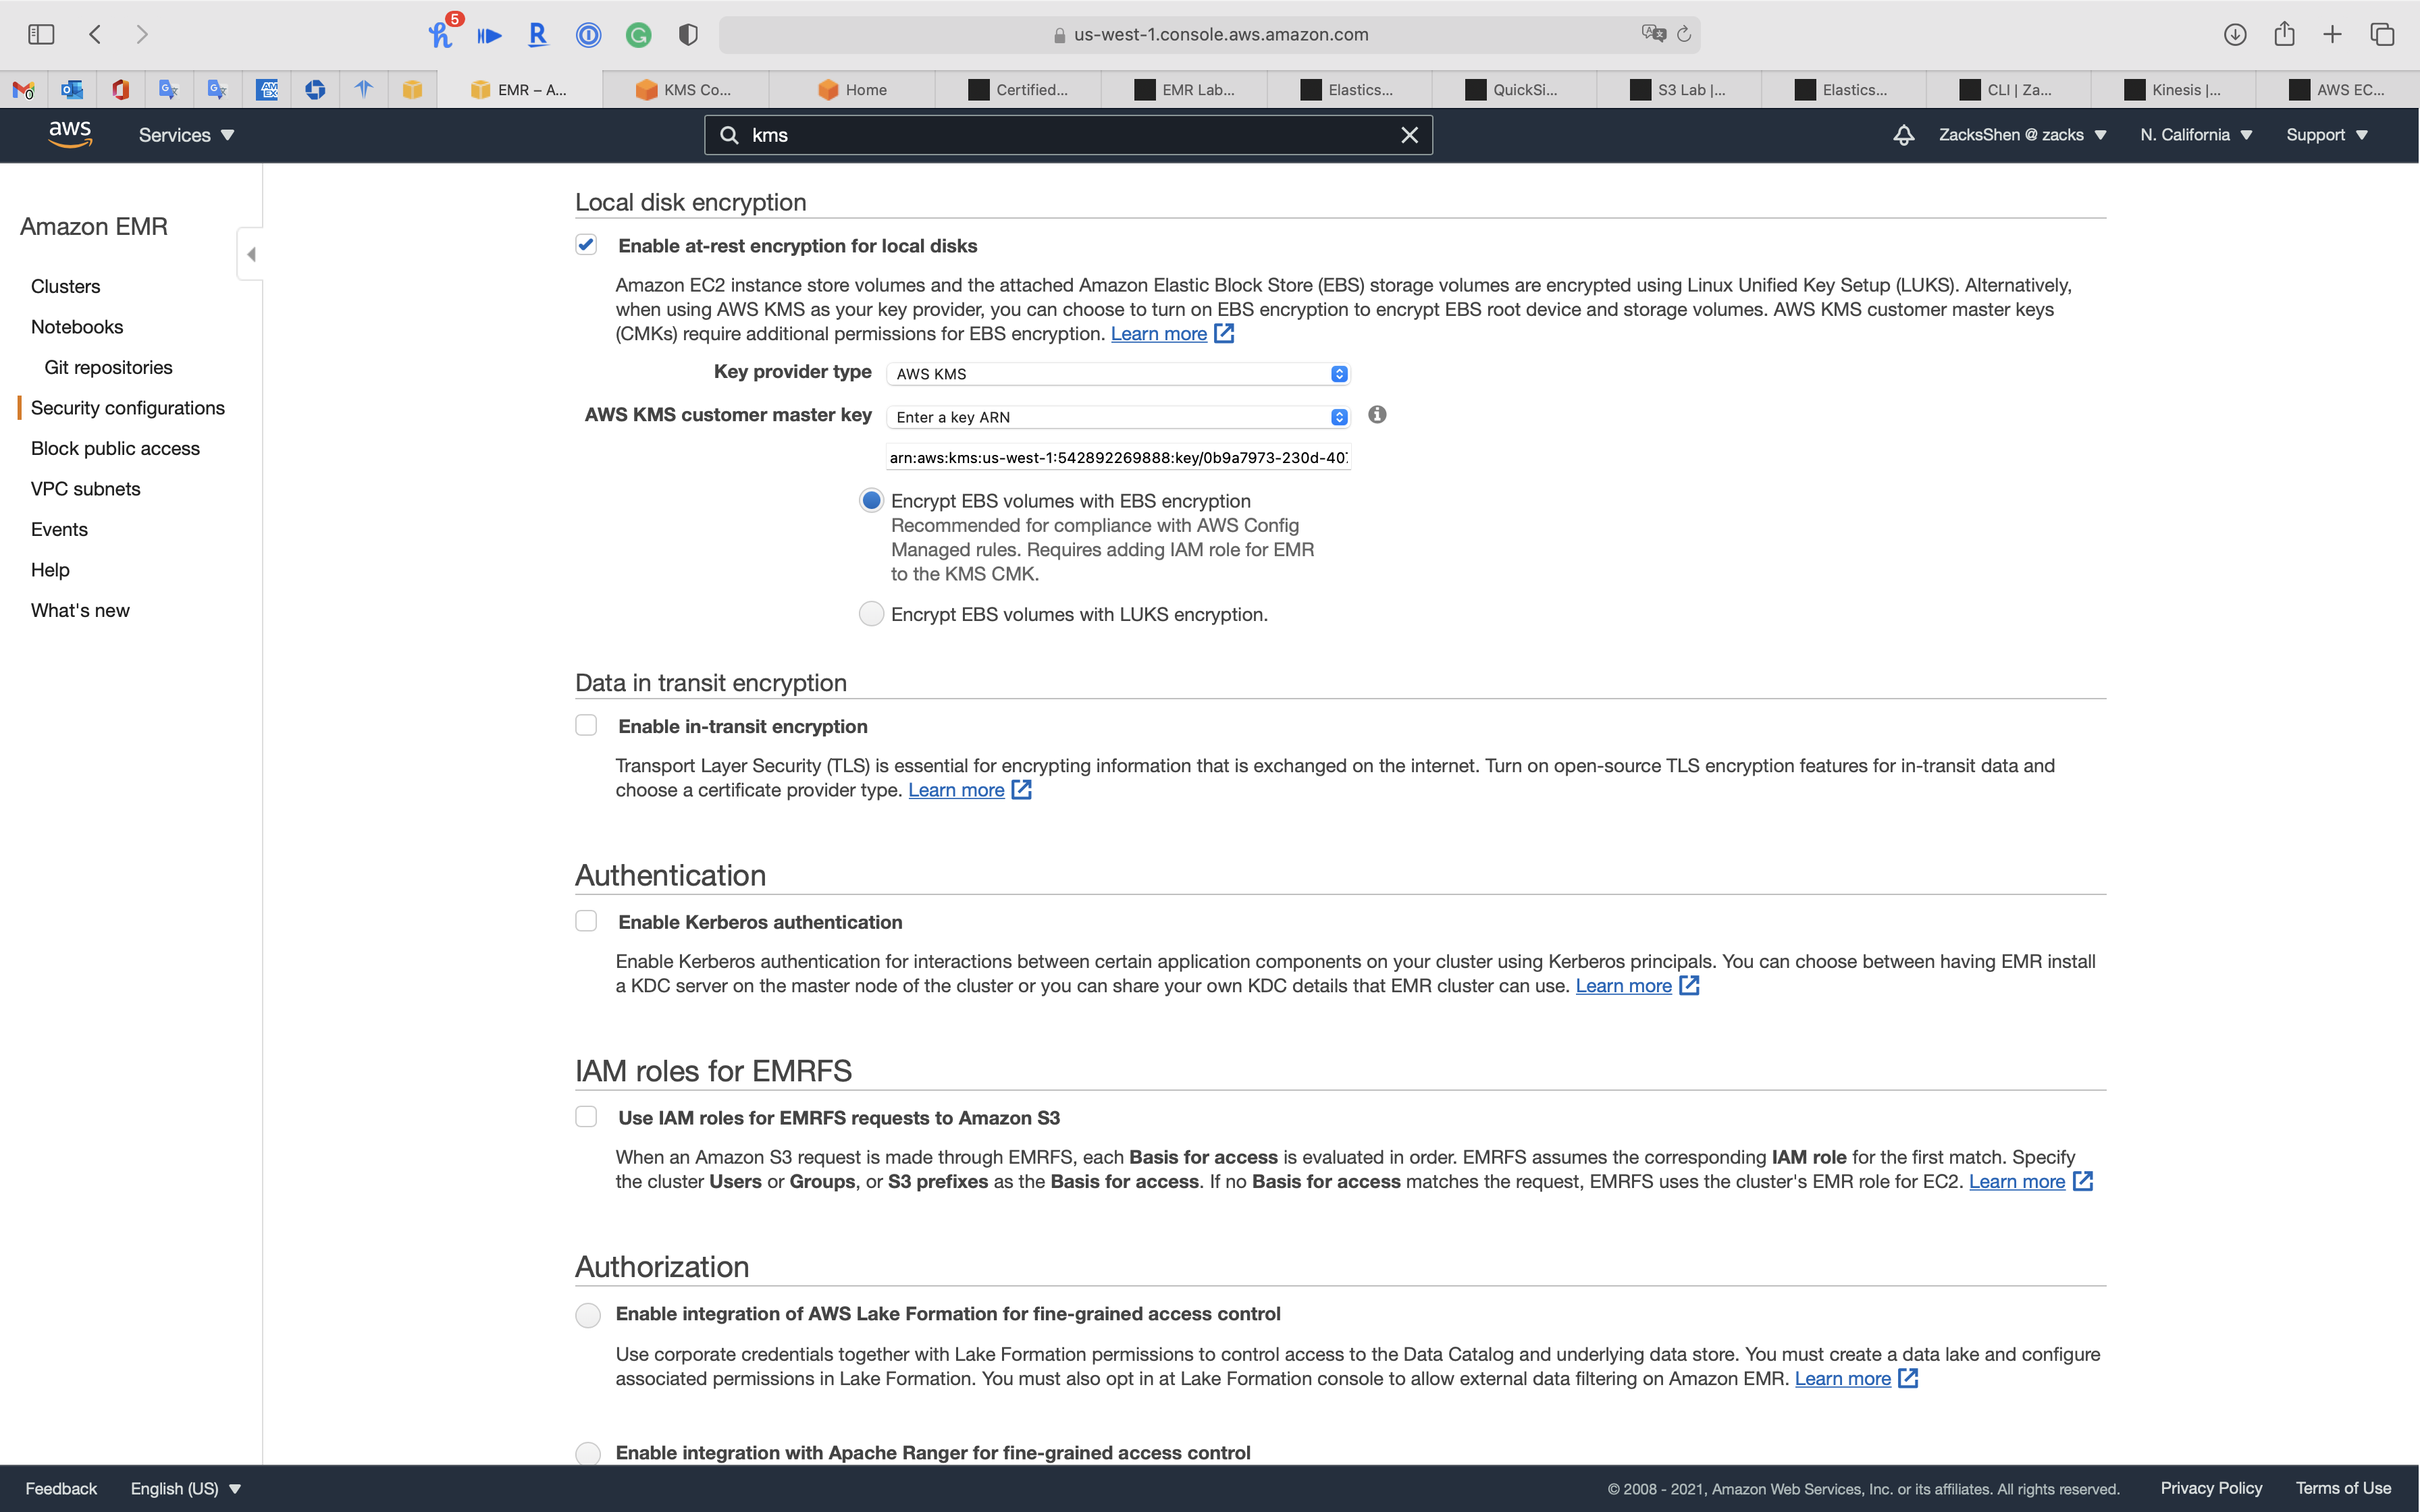 5
us-west-1.console.aws.amazon.com
EMR – A...
KMS Co...
Home
Certified...
EMR Lab...
Elastics...
QuickSi...
S3 Lab |...
Elastics...
CLI | Za...
Kinesis |...
AWS EC...
aws
Services
kms
ZacksShen @ zacks
N. California
Support
Amazon EMR
Clusters
Notebooks
Git repositories
Security configurations
Block public access
VPC subnets
Events
Help
What's new
Local disk encryption
Enable at-rest encryption for local disks
Amazon EC2 instance store volumes and the attached Amazon Elastic Block Store (EBS) storage volumes are encrypted using Linux Unified Key Setup (LUKS). Alternatively,
when using AWS KMS as your key provider, you can choose to turn on EBS encryption to encrypt EBS root device and storage volumes. AWS KMS customer master keys
(CMKs) require additional permissions for EBS encryption. Learn more
Key provider type AWS KMS
AWS KMS customer master key Enter a key ARN
arn:aws:kms:us-west-1:542892269888:key/0b9a7973-230d-40
Encrypt EBS volumes with EBS encryption
Recommended for compliance with AWS Config
Managed rules. Requires adding IAM role for EMR
to the KMS CMK.
Encrypt EBS volumes with LUKS encryption.
Data in transit encryption
Enable in-transit encryption
Transport Layer Security (TLS) is essential for encrypting information that is exchanged on the internet. Turn on open-source TLS encryption features for in-transit data and
choose a certificate provider type. Learn more
Authentication
Enable Kerberos authentication
Enable Kerberos authentication for interactions between certain application components on your cluster using Kerberos principals. You can choose between having EMR install
a KDC server on the master node of the cluster or you can share your own KDC details that EMR cluster can use. Learn more
IAM roles for EMRFS
Use IAM roles for EMRFS requests to Amazon S3
When an Amazon S3 request is made through EMRFS, each Basis for access is evaluated in order. EMRFS assumes the corresponding IAM role for the first match. Specify
the cluster Users or Groups, or S3 prefixes as the Basis for access. If no Basis for access matches the request, EMRFS uses the cluster's EMR role for EC2. Learn more
Authorization
Enable integration of AWS Lake Formation for fine-grained access control
Use corporate credentials together with Lake Formation permissions to control access to the Data Catalog and underlying data store. You must create a data lake and configure
associated permissions in Lake Formation. You must also opt in at Lake Formation console to allow external data filtering on Amazon EMR. Learn more
Enable integration with Apache Ranger for fine-grained access control
Feedback
English (US)
© 2008 - 2021, Amazon Web Services, Inc. or its affiliates. All rights reserved.
Privacy Policy
Terms of Use